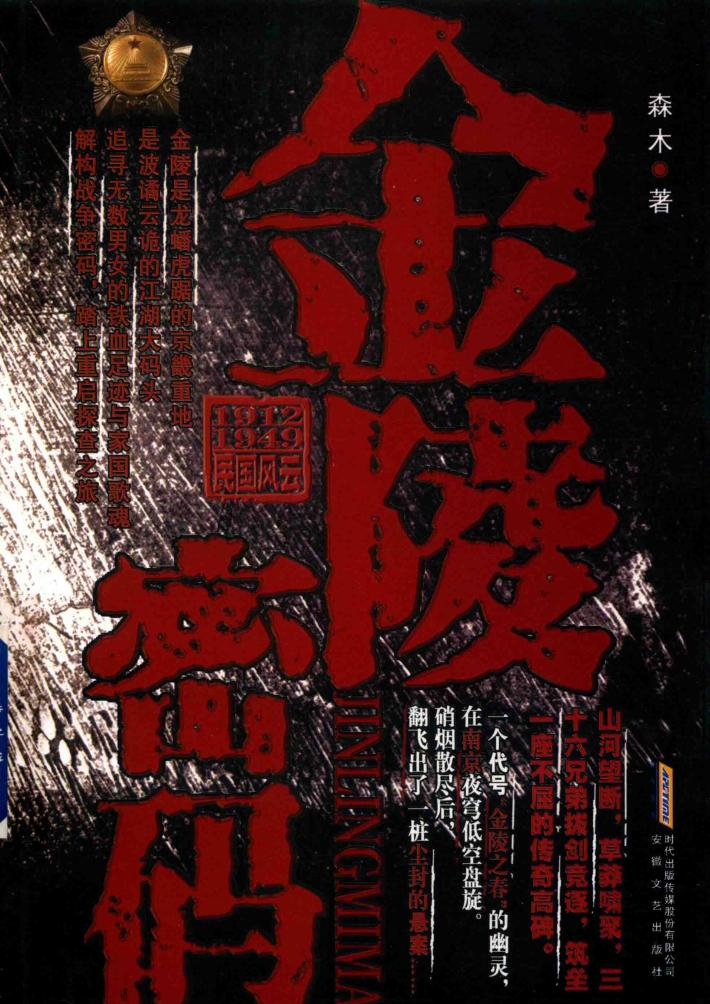 森木●著
金陵
密码
JINLINGMIMA
1912
1949
民国风云
金陵是龙蟠虎踞的京畿重地
是波谲云诡的江湖大码头
追寻无数男女的铁血足迹与家国歌魂
解构战争密码，踏上重启探查之旅
山河望断，草莽啸聚，三
十六兄弟拔剑竞逐，筑垒
一座不屈的传奇高碑。
一个代号“金陵之春”的幽灵，
在南京夜穹低空盘旋。
硝烟散尽后，
翻飞出了一桩尘封的悬案……
时代出版传媒股份有限公司
安徽文艺出版社